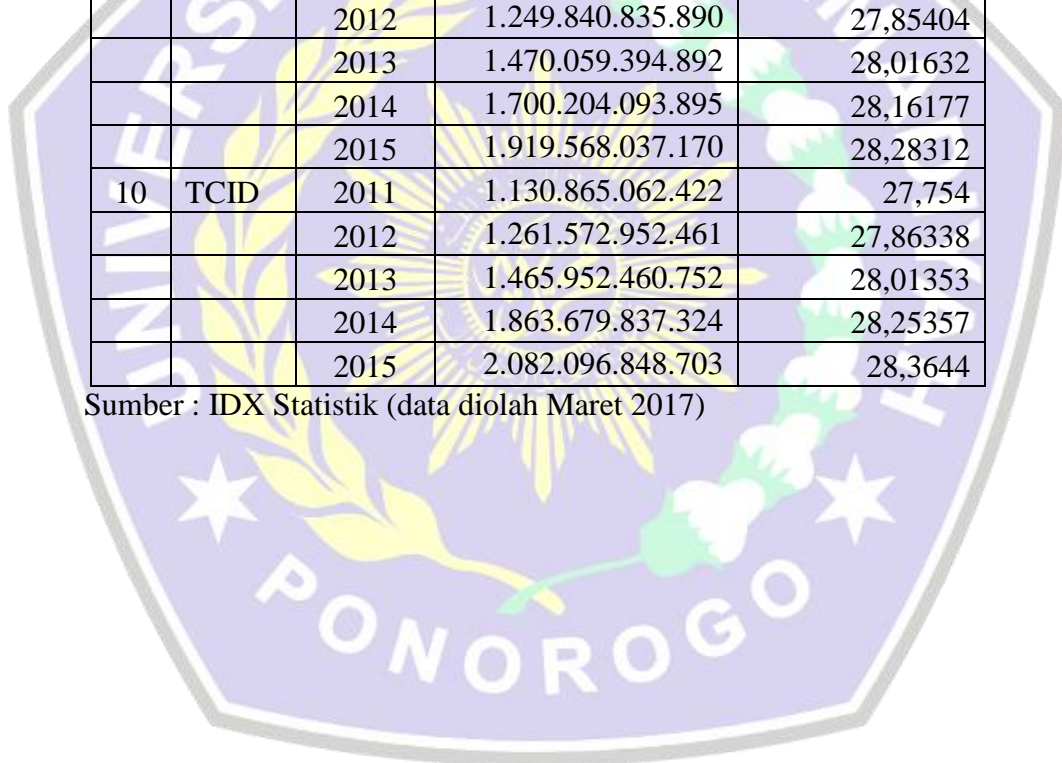 2012 1.249.840.835.890 27,85404
2013 1.470.059.394.892 28,01632
2014 1.700.204.093.895 28,16177
2015 1.919.568.037.170 28,28312
10 TCID 2011 1.130.865.062.422 27,754
2012 1.261.572.952.461 27,86338
2013 1.465.952.460.752 28,01353
2014 1.863.679.837.324 28,25357
2015 2.082.096.848.703 28,3644
Sumber : IDX Statistik (data diolah Maret 2017)
PONOROGO